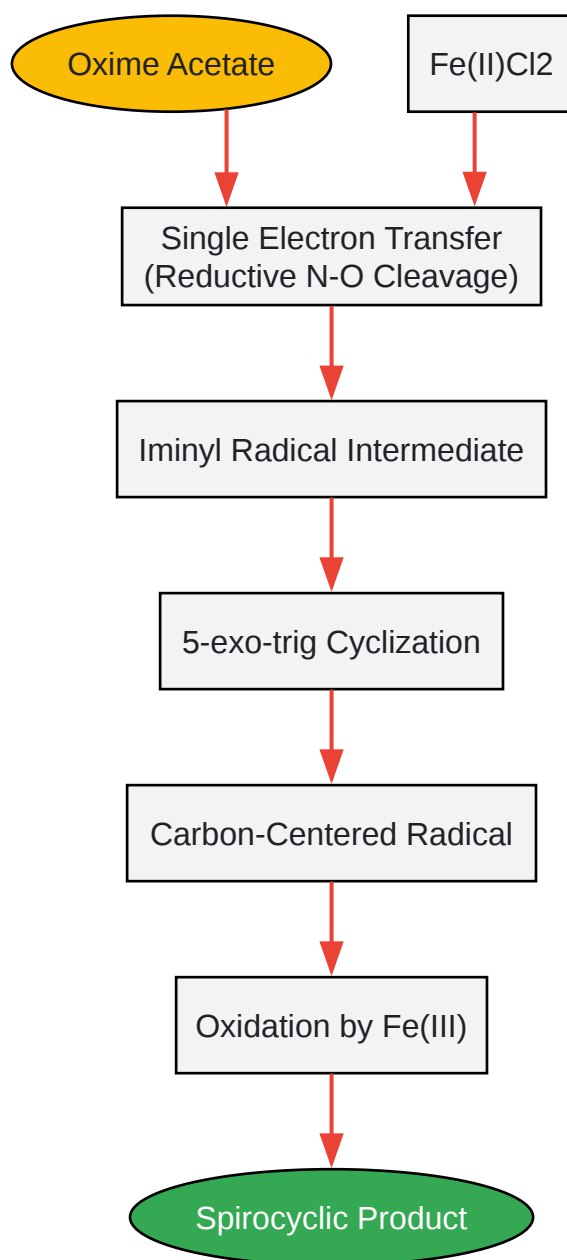 Oxime Acetate
Fe(II)Cl2
Single Electron Transfer
(Reductive N-O Cleavage)
Iminyl Radical Intermediate
5-exo-trig Cyclization
Carbon-Centered Radical
Oxidation by Fe(III)
Spirocyclic Product